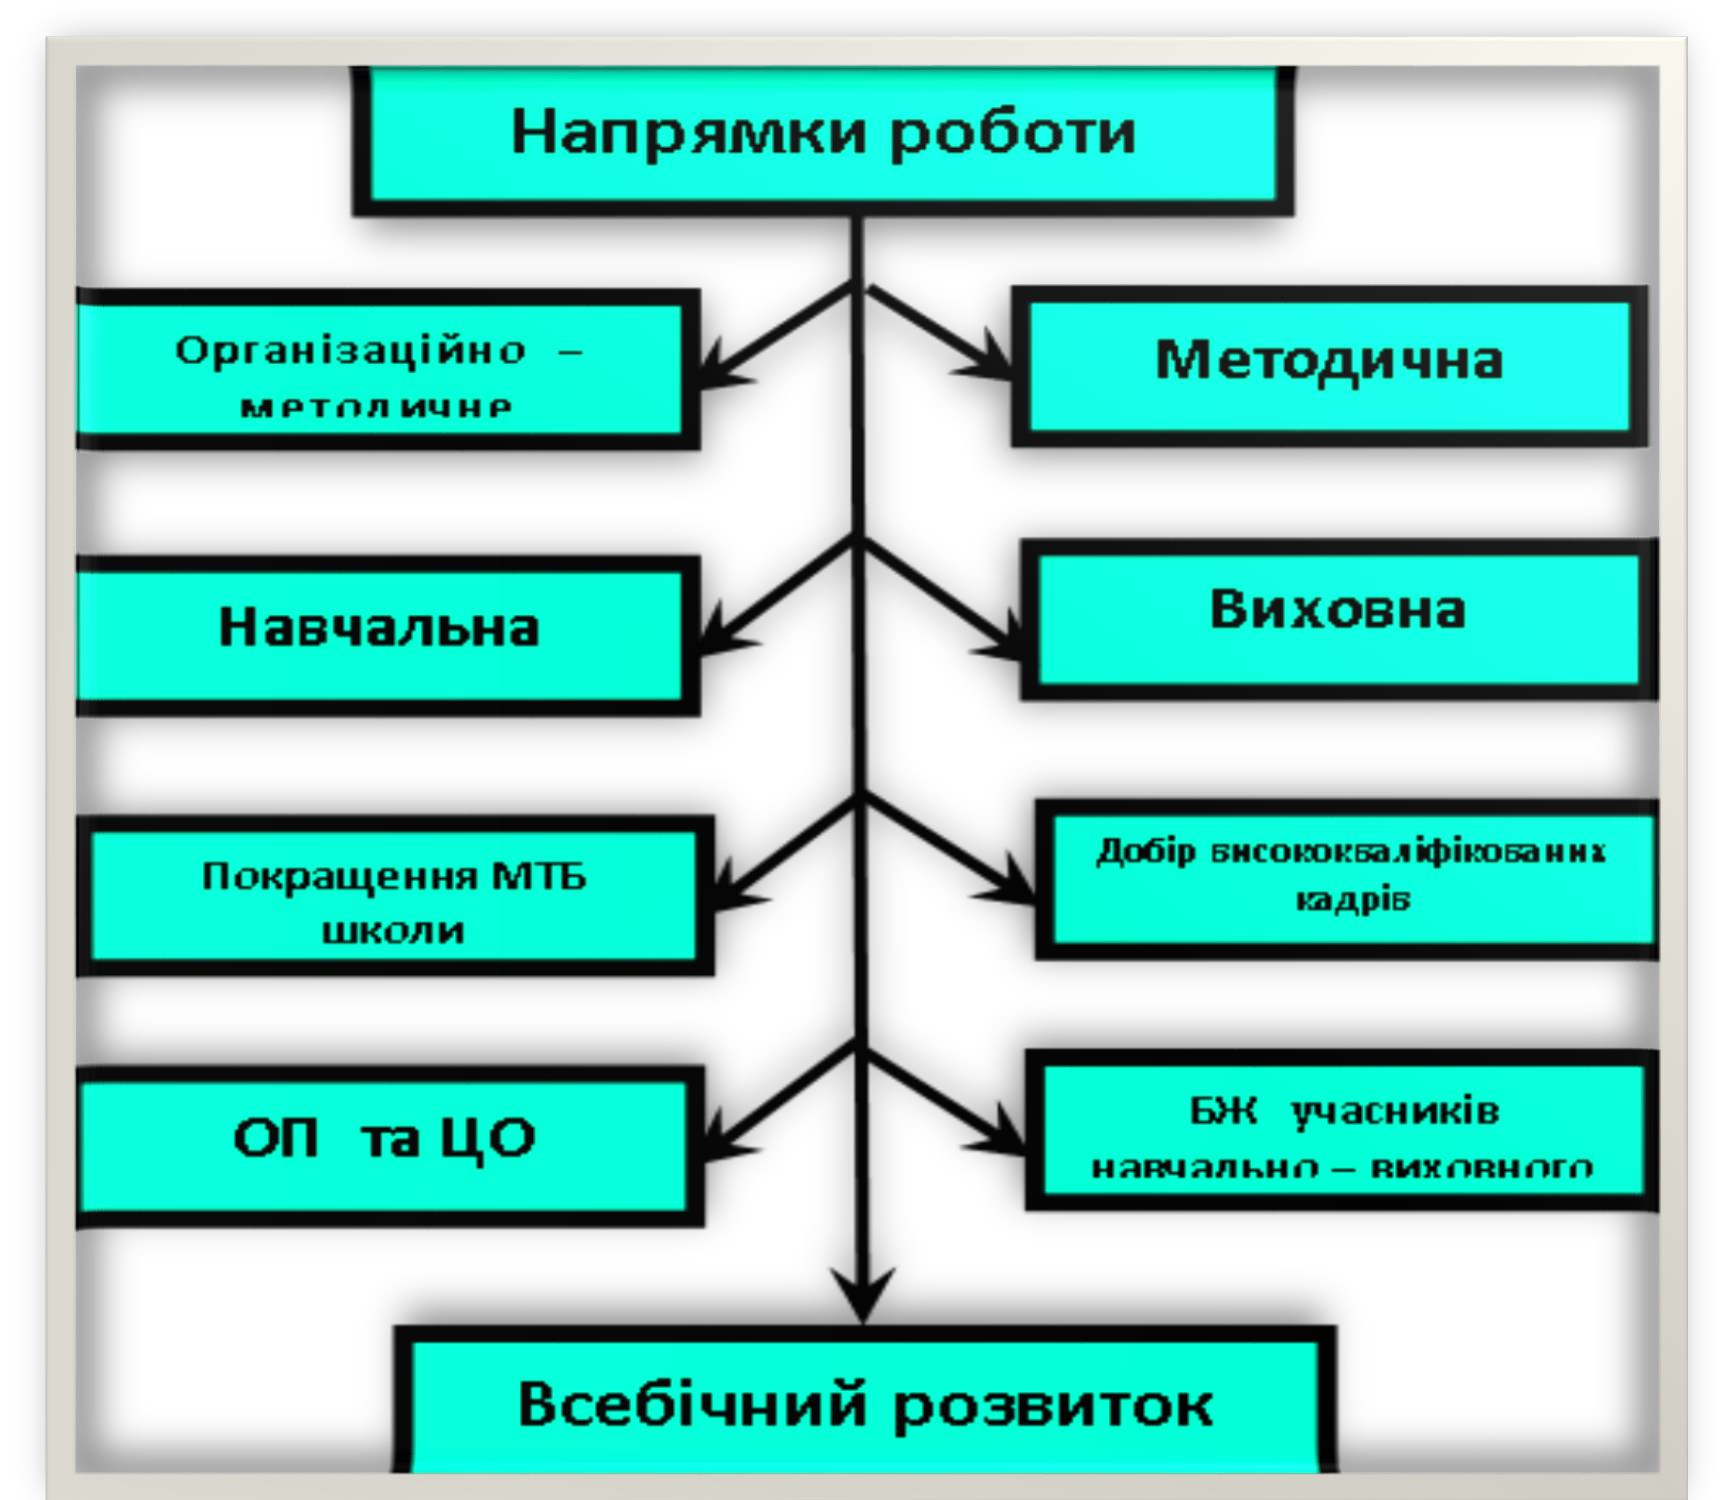 Напрямки роботи
Організаційно –
методичне
Методична
Навчальна
Виховна
Покращення МТБ
школи
Добір висококваліфікованих
кадрів
ОП та ЦО
БЖ учасників
навчально – виховного
Всебічний розвиток